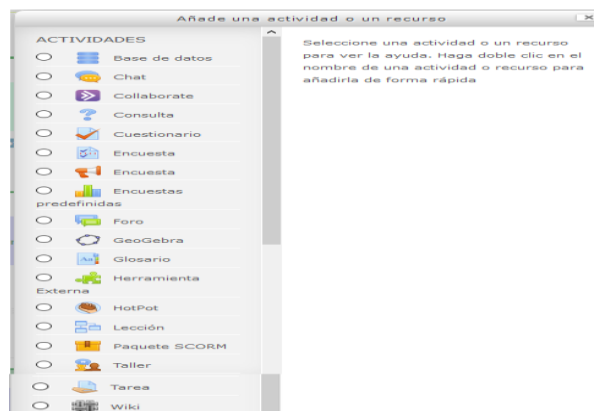 Añade una actividad o un recurso
ACTIVIDADES
Base de datos
Chat
Collaborate
Consulta
Cuestionario
Encuesta
Encuesta
Encuestas
predefinidas
Foro
GeoGebra
Glosario
Herramienta
Externa
HotPot
Lección
Paquete SCORM
Taller
Tarea
Wiki
Seleccione una actividad o un recurso
para ver la ayuda. Haga doble clic en el
nombre de una actividad o recurso para
añadirla de forma rápida